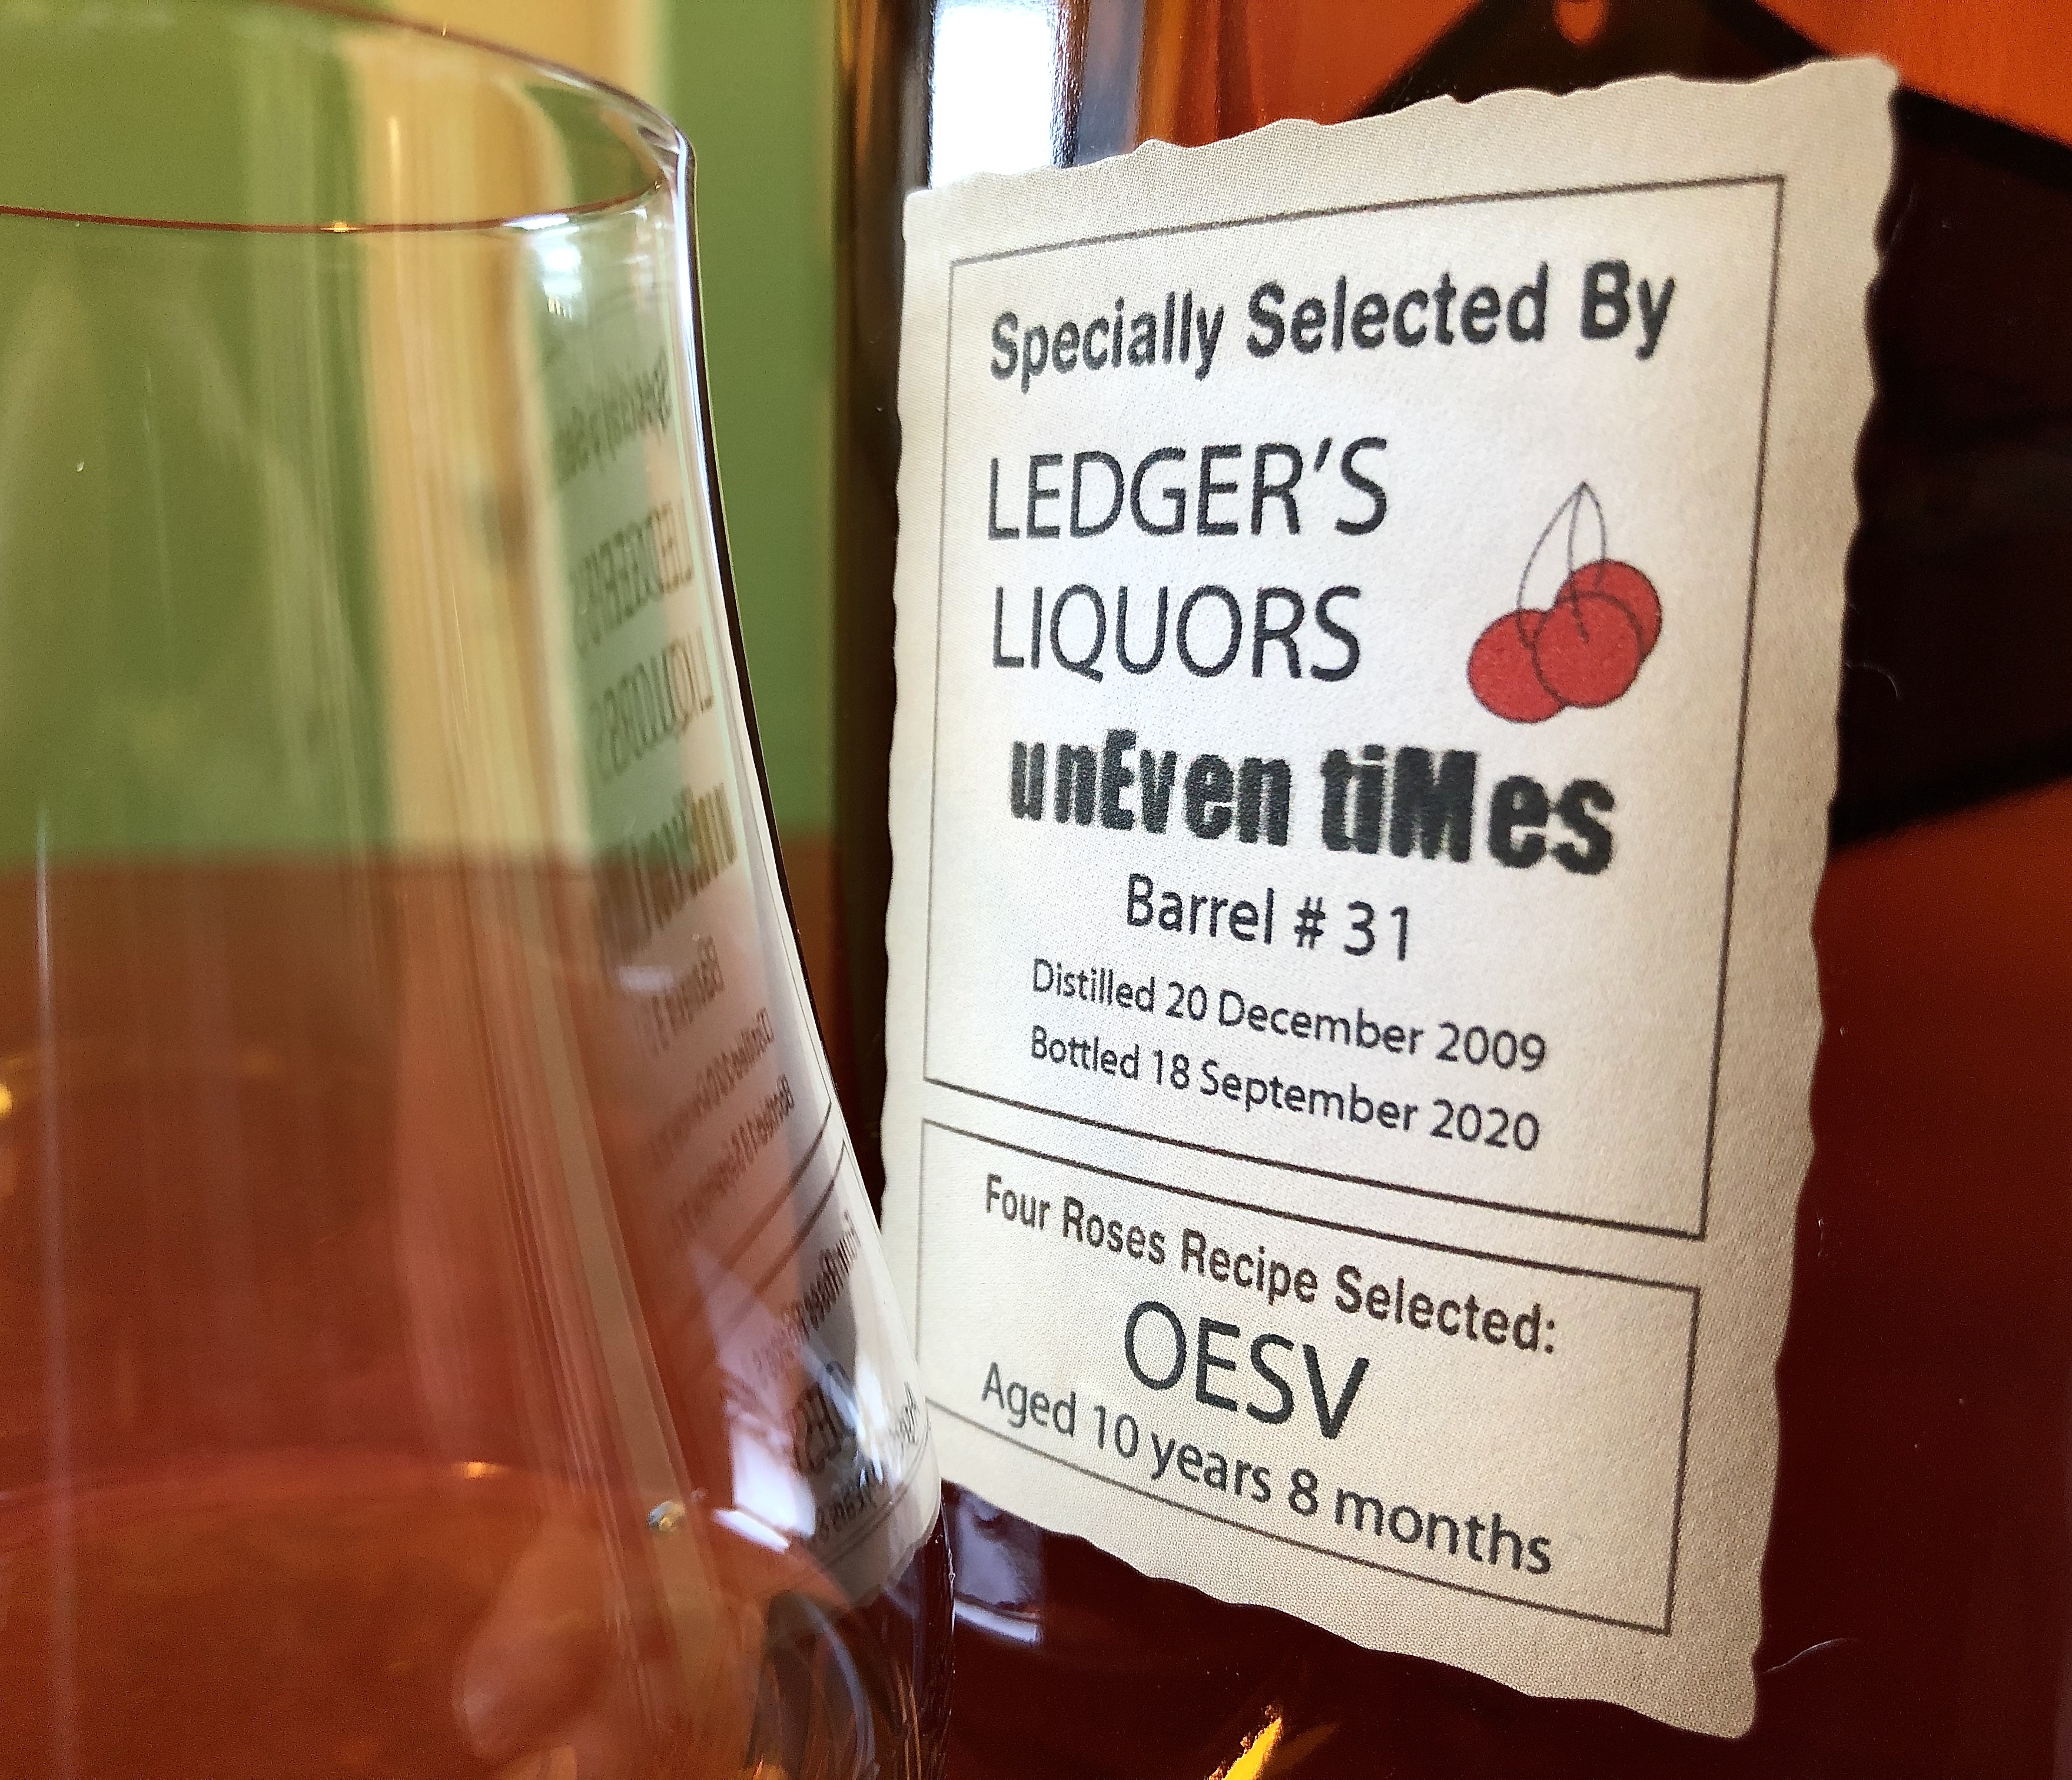 Specially Selected By
LEDGER'S
LIQUORS
unEven tiMes
Barrel # 31
Distilled 20 December 2009
Bottled 18 September 2020
Four Roses Recipe Selected:
OESV
Aged 10 years 8 months